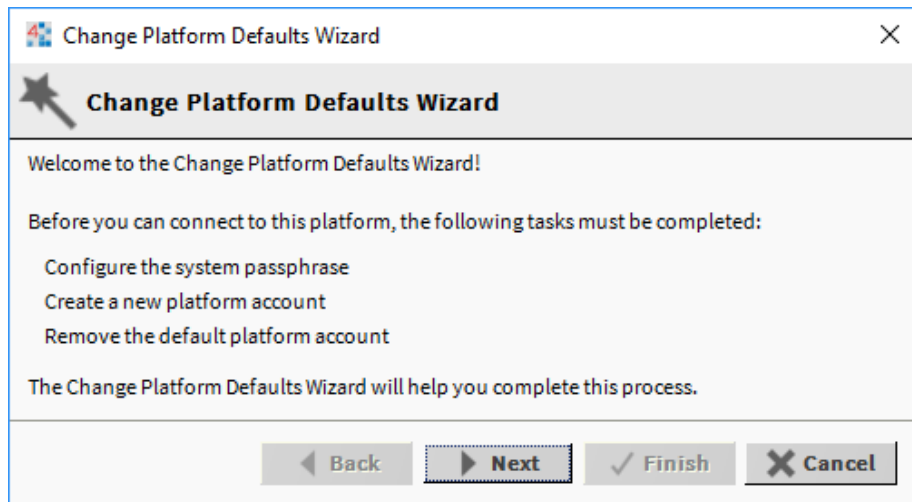 Change Platform Defaults Wizard
Change Platform Defaults Wizard
Welcome to the Change Platform Defaults Wizard!
Before you can connect to this platform, the following tasks must be completed:
Configure the system passphrase
Create a new platform account
Remove the default platform account
The Change Platform Defaults Wizard will help you complete this process.
Back Next Finish Cancel